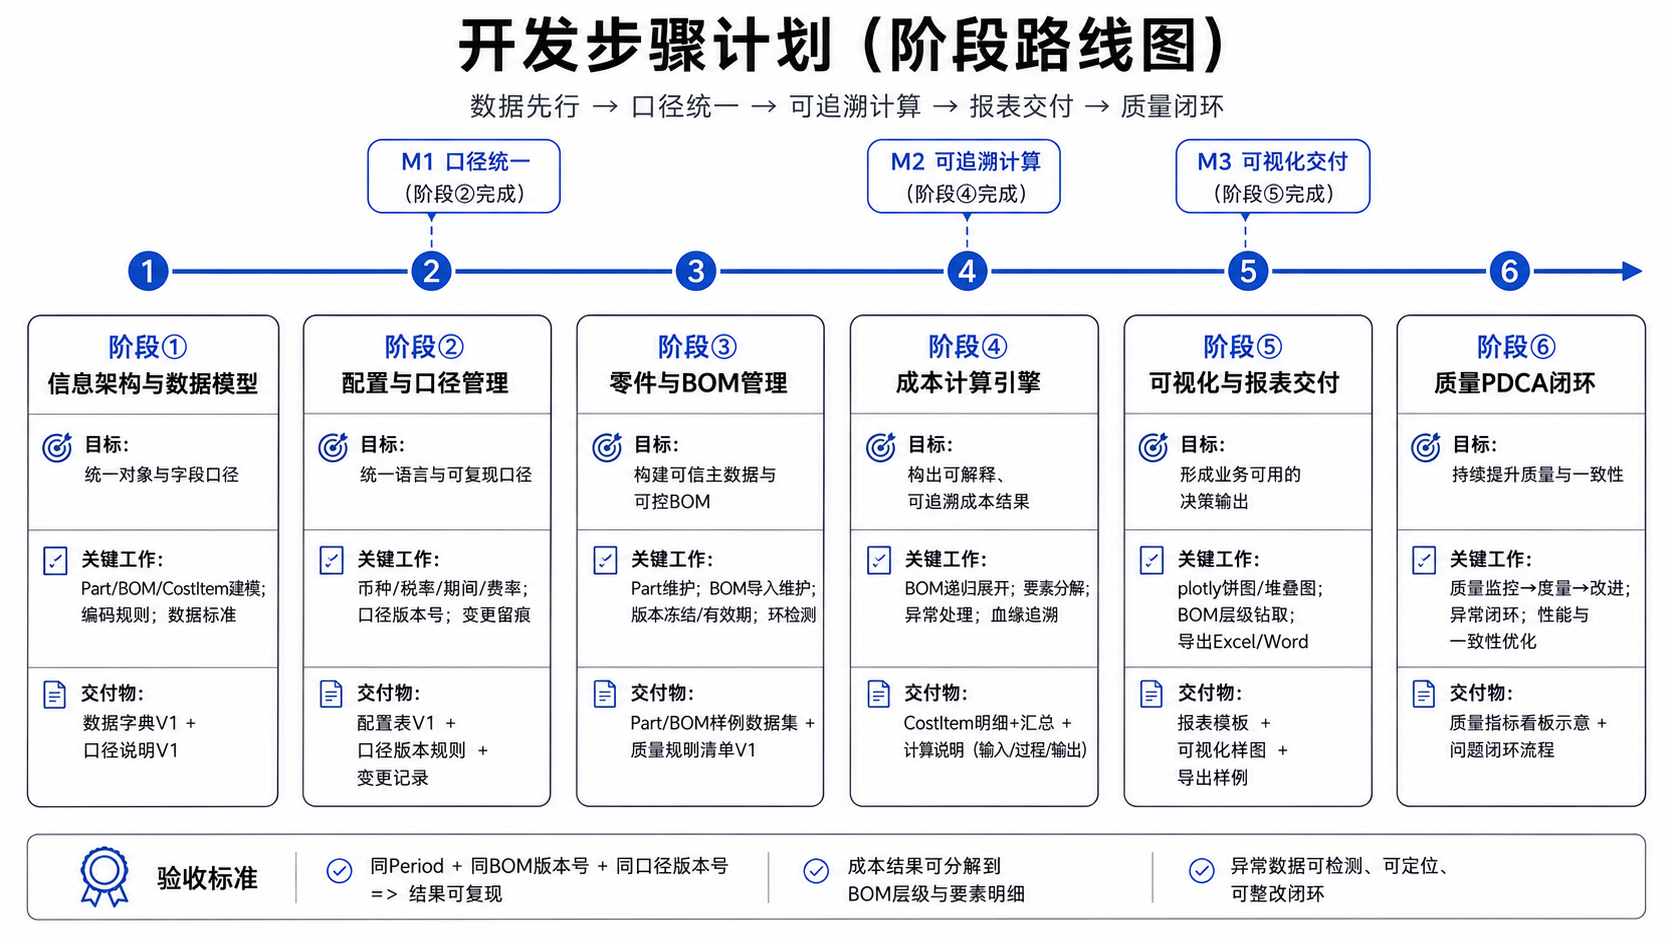 开发步骤计划（阶段路线图）
数据先行 → 口径统一 → 可追溯计算 → 报表交付 → 质量闭环
M1 口径统一
（阶段②完成）
M2 可追溯计算
（阶段④完成）
M3 可视化交付
（阶段⑤完成）
1
2
3
4
5
6
阶段①
信息架构与数据模型
目标：
统一对象与字段口径
关键工作：
Part/BOM/CostItem建模；
编码规则；数据标准
交付物：
数据字典V1 +
口径说明V1
阶段②
配置与口径管理
目标：
统一语言与可复现口径
关键工作：
币种/税率/期间/费率；
口径版本号；变更留痕
交付物：
配置表V1 +
口径版本规则 +
变更记录
阶段③
零件与BOM管理
目标：
构建可信主数据与
可控BOM
关键工作：
Part维护；BOM导入维护；
版本冻结/有效期；环检测
交付物：
Part/BOM样例数据集 +
质量规则清单V1
阶段④
成本计算引擎
目标：
构出可解释、
可追溯成本结果
关键工作：
BOM递归展开；要素分解；
异常处理；血缘追溯
交付物：
CostItem明细+汇总 +
计算说明（输入/过程/输出）
阶段⑤
可视化与报表交付
目标：
形成业务可用的
决策输出
关键工作：
plotly饼图/堆叠图；
BOM层级钻取；
导出Excel/Word
交付物：
报表模板 +
可视化样图 +
导出样例
阶段⑥
质量PDCA闭环
目标：
持续提升质量与一致性
关键工作：
质量监控→度量→改进；
异常闭环；性能与
一致性优化
交付物：
质量指标看板示意 +
问题闭环流程
验收标准
同Period + 同BOM版本号 + 同口径版本号
=> 结果可复现
成本结果可分解到
BOM层级与要素明细
异常数据可检测、可定位、
可整改闭环